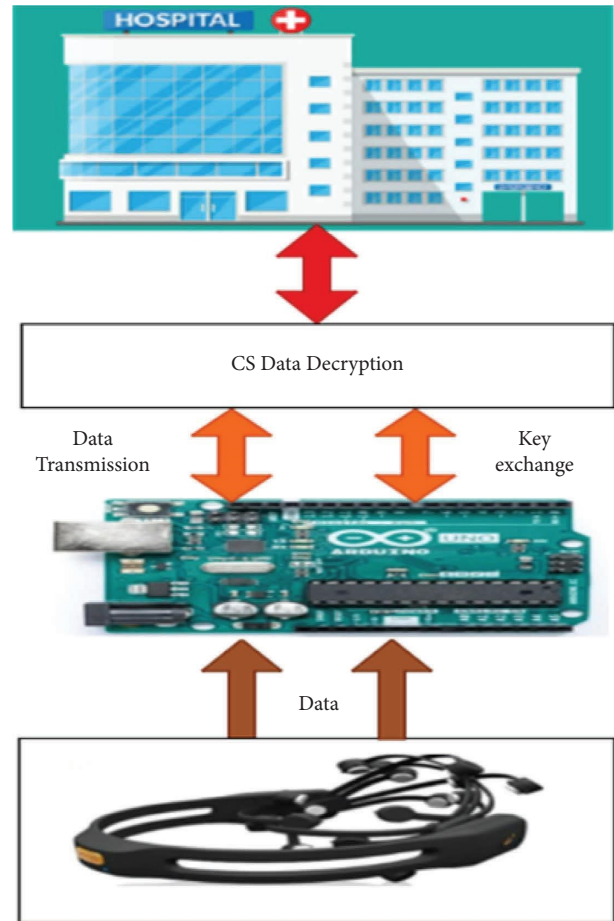 HOSPITAL
CS Data Decryption
Data
Transmission
Key
exchange
UNO
ARDUINO
Data